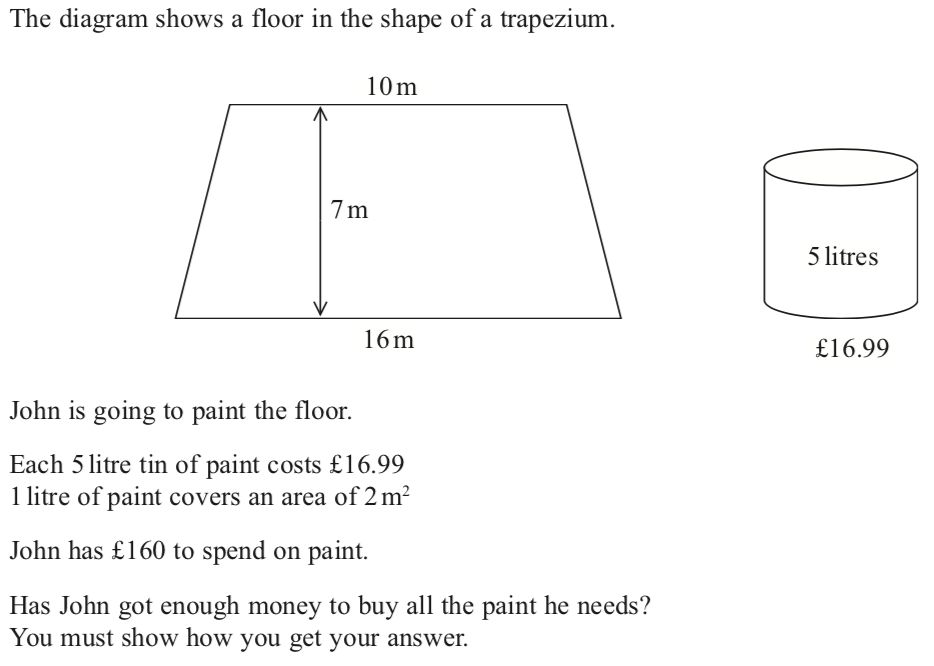 The diagram shows a floor in the shape of a trapezium.
10 m
7 m
16 m
5 litres
£16.99
John is going to paint the floor.
Each 5 litre tin of paint costs £16.99
1 litre of paint covers an area of 2 m²
John has £160 to spend on paint.
Has John got enough money to buy all the paint he needs?
You must show how you get your answer.